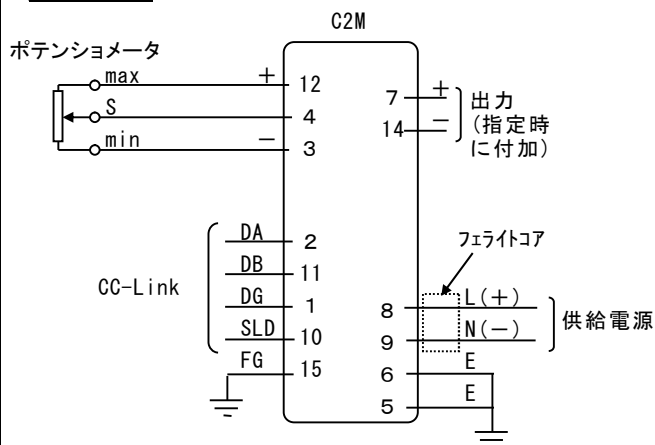 C2M
ポテンショメータ
max
+
12
S
4
min
−
3
7
+
14
−
出力
(指定時
に付加)
DA
2
DB
11
CC-Link
DG
1
SLD
10
FG
15
フェライトコア
8
L(+)
9
N(−)
供給電源
6
E
5
E